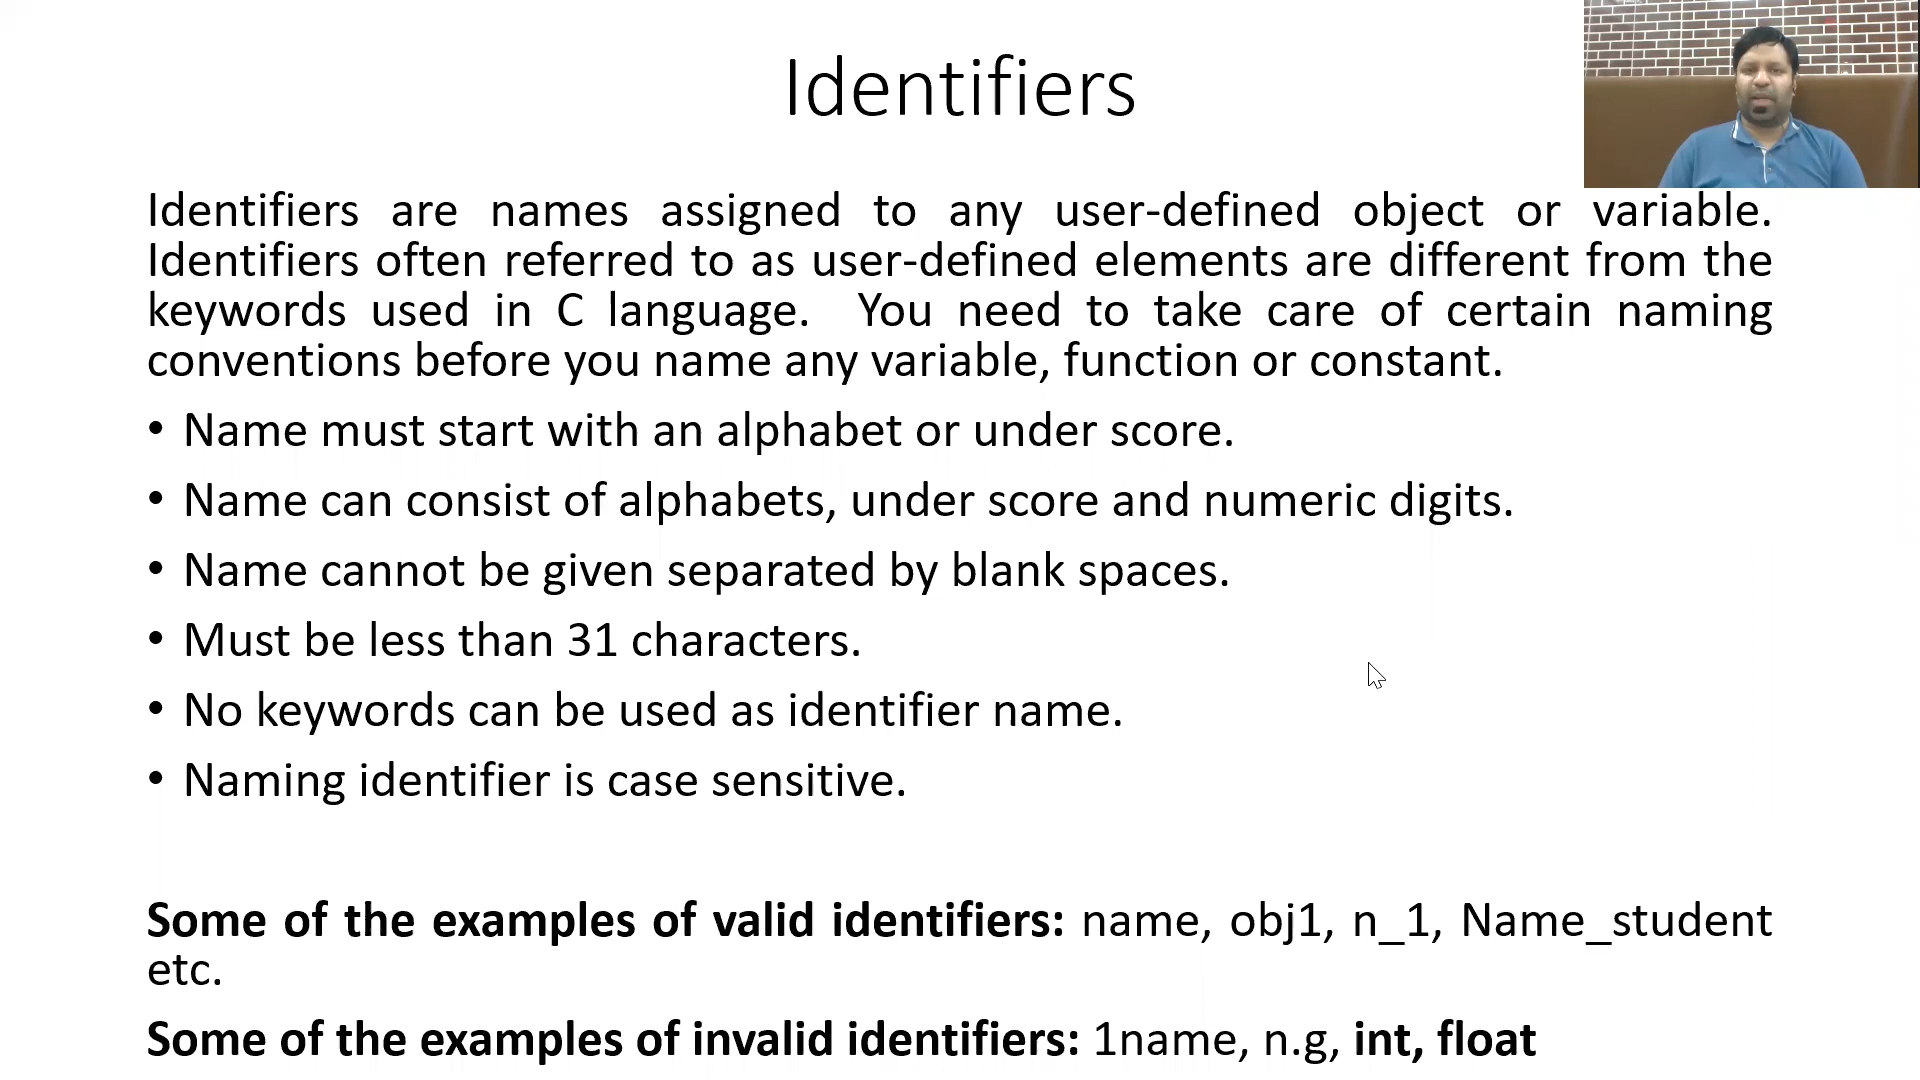 Identifiers
Identifiers are names assigned to any user-defined object or variable.
Identifiers often referred to as user-defined elements are different from the
keywords used in C language. You need to take care of certain naming
conventions before you name any variable, function or constant.
• Name must start with an alphabet or under score.
• Name can consist of alphabets, under score and numeric digits.
• Name cannot be given separated by blank spaces.
• Must be less than 31 characters.
• No keywords can be used as identifier name.
• Naming identifier is case sensitive.
Some of the examples of valid identifiers: name, obj1, n_1, Name_student
etc.
Some of the examples of invalid identifiers: 1name, n.g, int, float